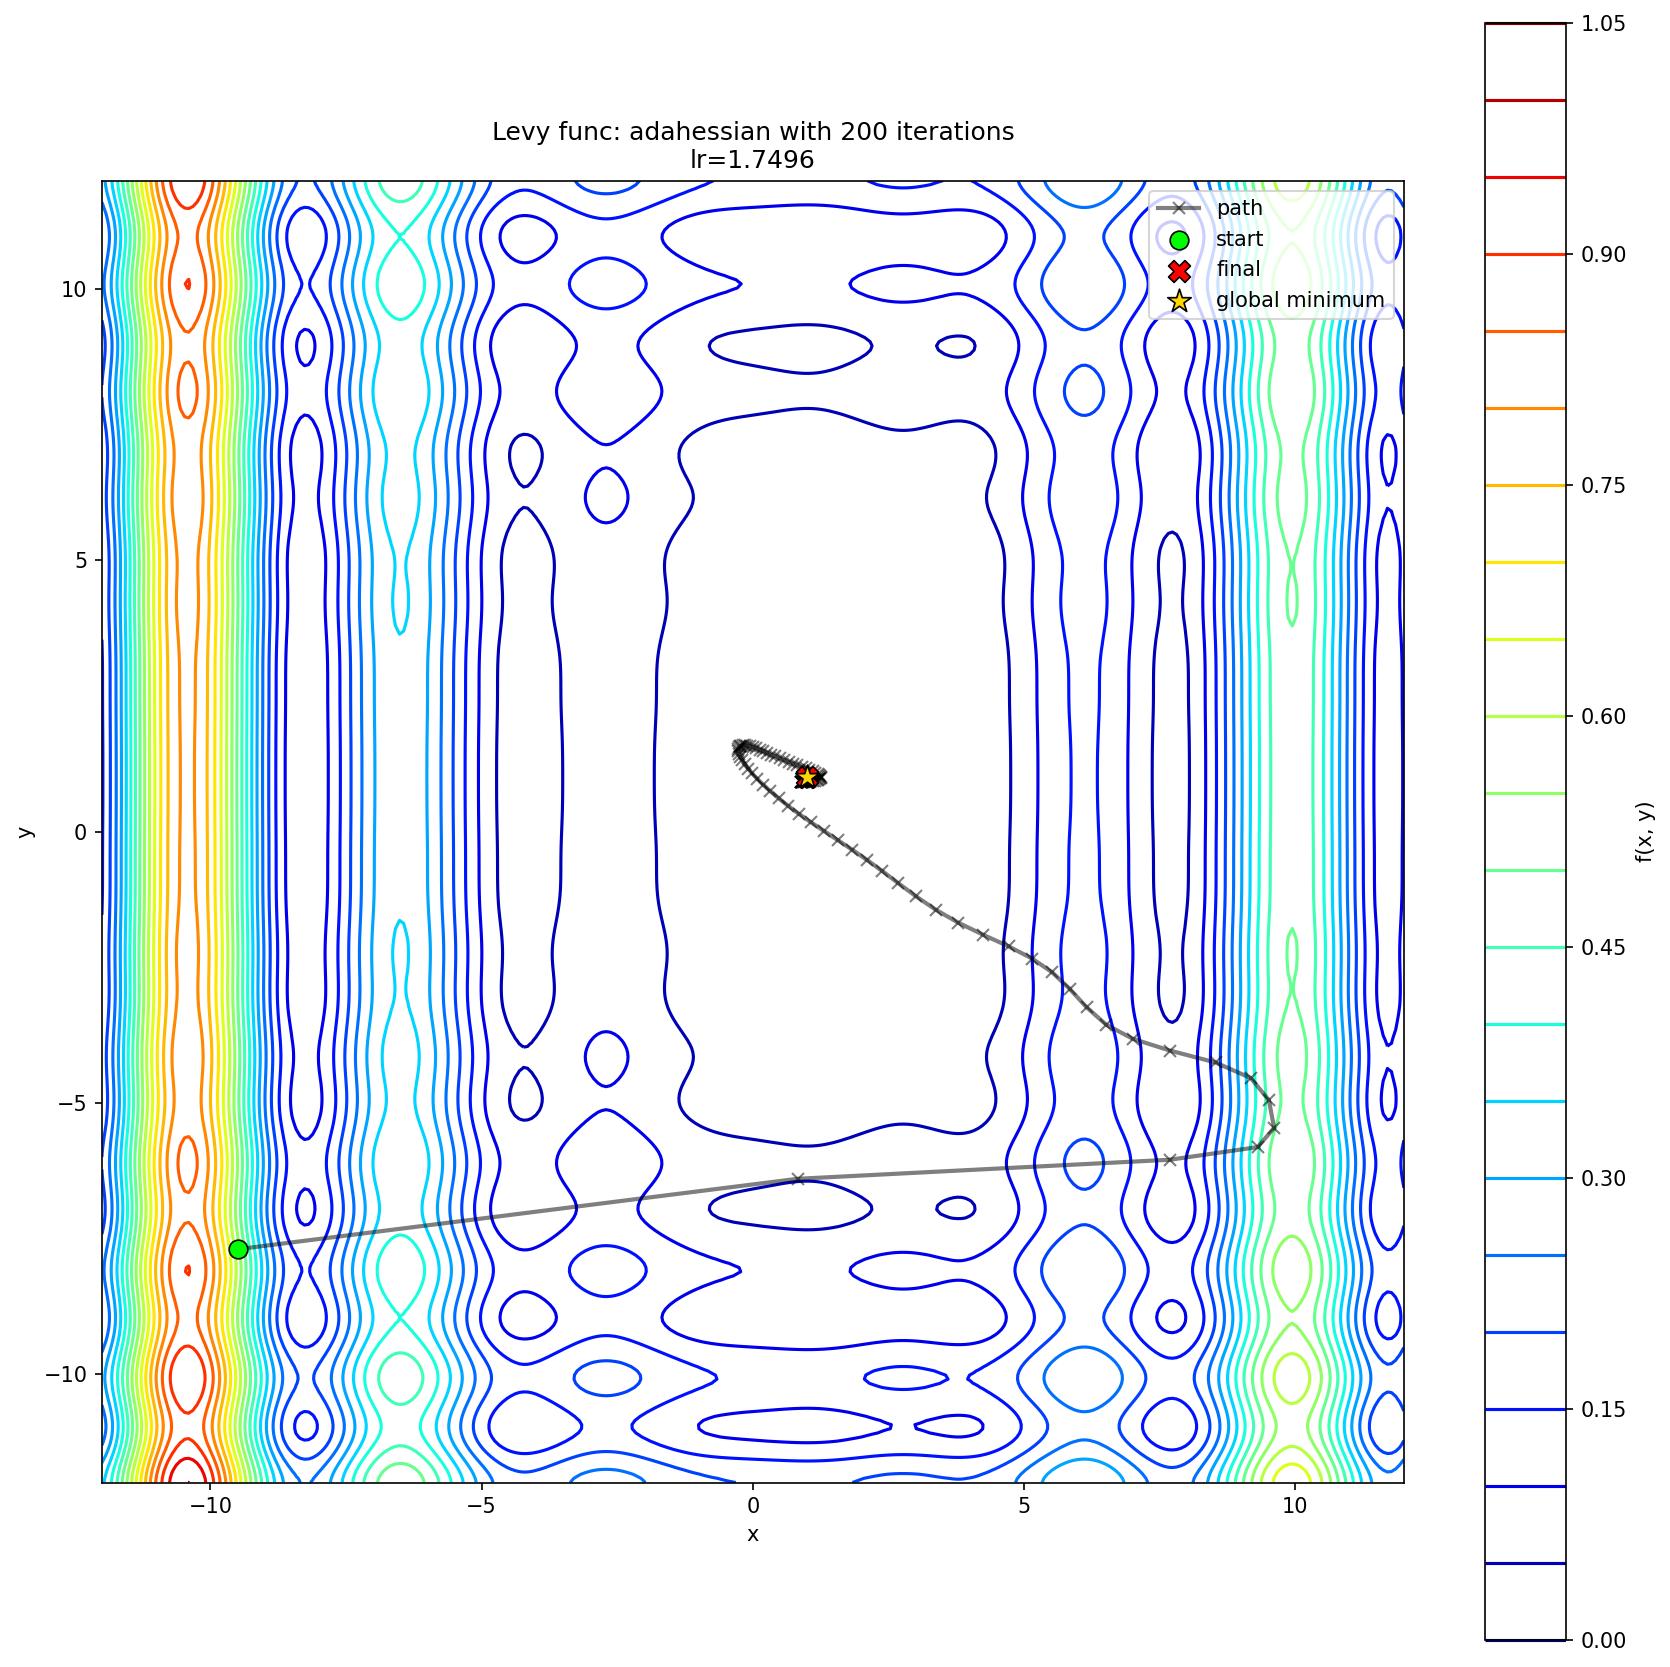 Levy func: adahessian with 200 iterations
lr=1.7496
path
start
final
global minimum
10
5
0
−5
−10
y
−10
−5
0
5
10
x
1.05
0.90
0.75
0.60
0.45
0.30
0.15
0.00
f(x, y)